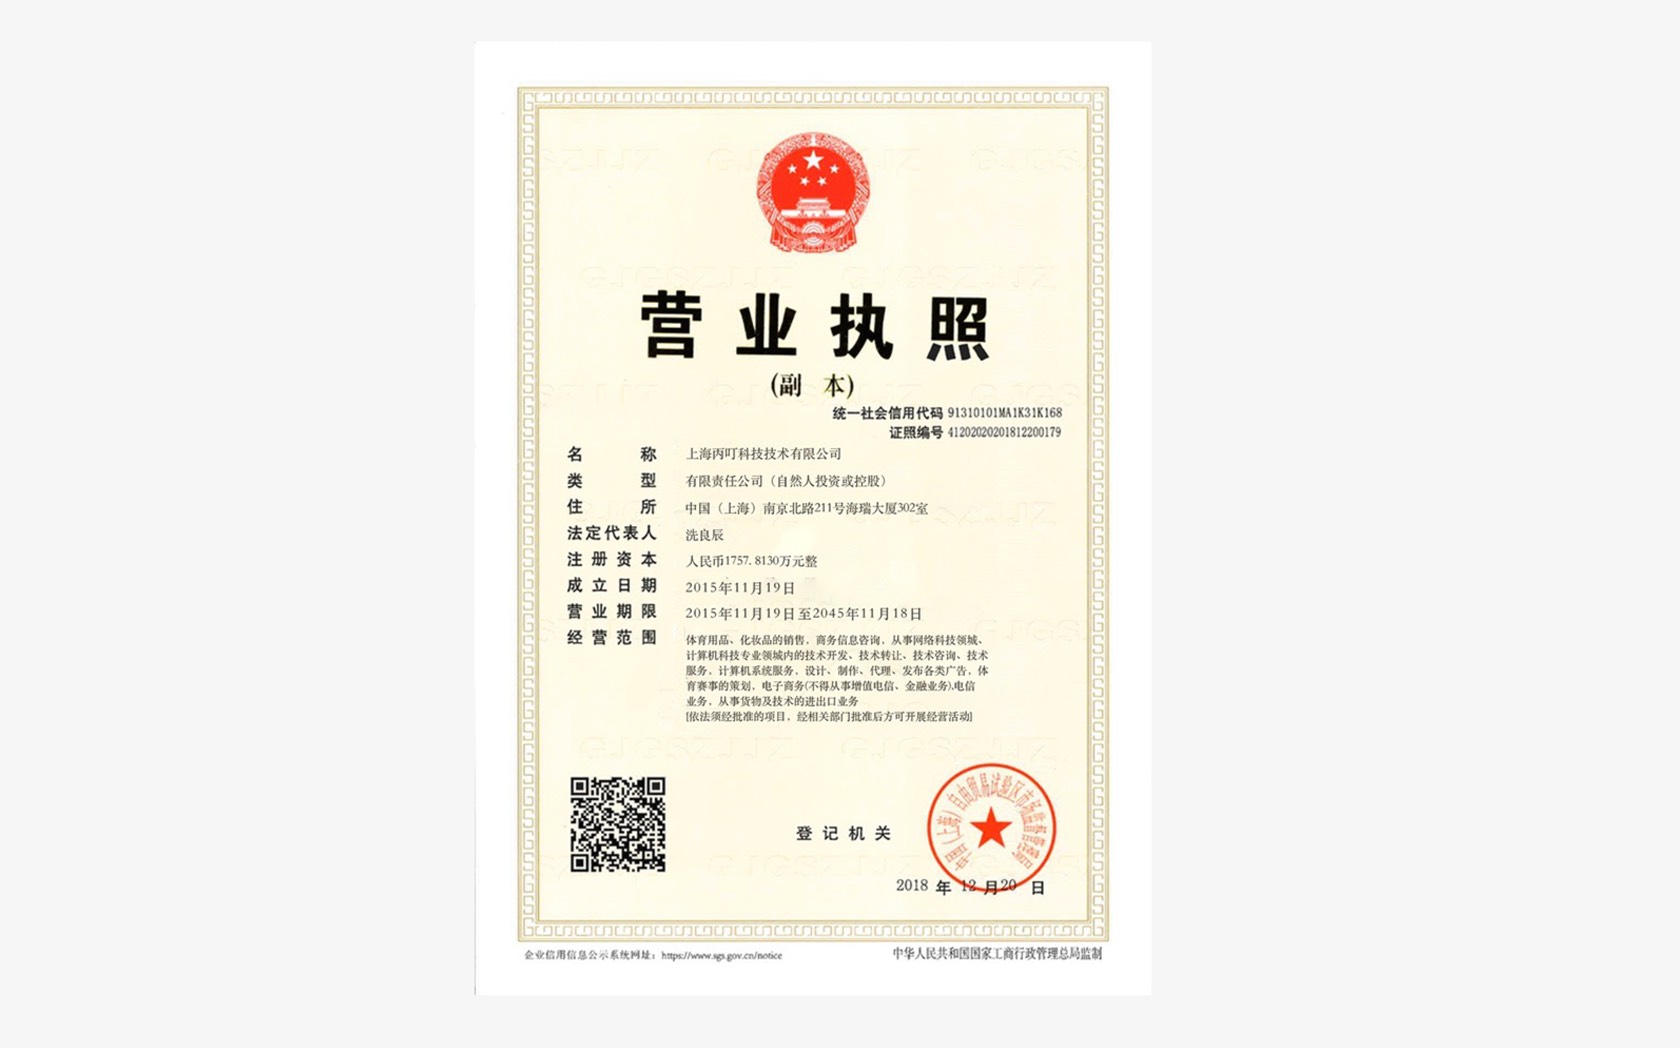 营业执照
(副 本)
统一社会信用代码 91310101MA1K31K168
证照编号 41202020201812200179
名 称 上海丙叮科技技术有限公司
类 型 有限责任公司（自然人投资或控股）
住 所 中国（上海）南京北路211号海瑞大厦302室
法定代表人 洗良辰
注册资本 人民币1757.8130万元整
成立日期 2015年11月19日
营业期限 2015年11月19日至2045年11月18日
经营范围 体育用品、化妆品的销售，商务信息咨询，从事网络科技领城、
计算机科技专业领城内的技术开发、技术转让、技术咨询、技术
服务，计算机系统服务，设计、制作、代理、发布各类广告，体
育赛事的策划，电子商务(不得从事增值电信、金融业务),电信
业务，从事货物及技术的进出口业务
[依法须经批准的项目，经相关部门批准后方可开展经营活动]
登记机关
中国(上海)自由贸易试验区市场监督管理局
2018 年 12 月20 日
企业信用信息公示系统网址：https://www.sgs.gov.cn/notice
中华人民共和国国家工商行政管理总局监制